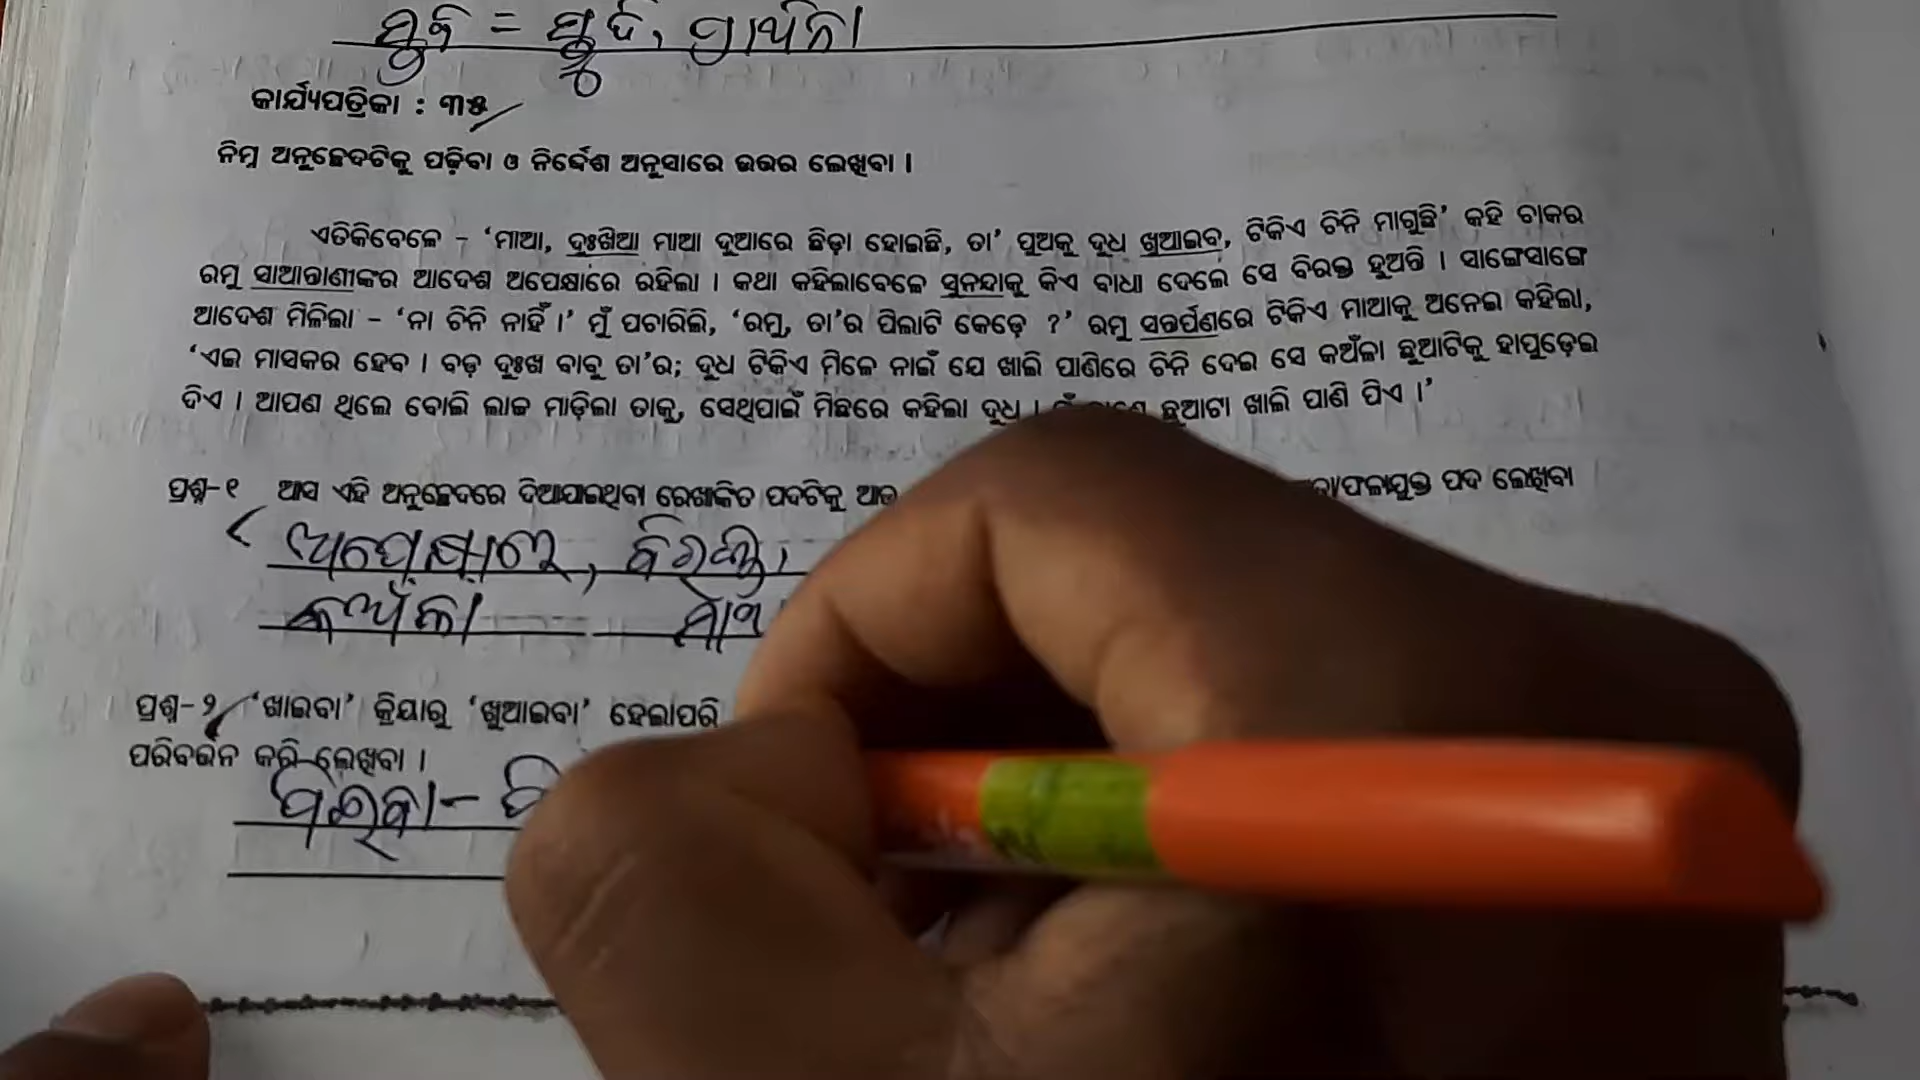 ସ୍ତୁତି = ସ୍ତୁତି, ପ୍ରାର୍ଥନା
କାର୍ଯ୍ୟପତ୍ରିକା : ୩୫
ନିମ୍ନ ଅନୁଚ୍ଛେଦଟିକୁ ପଢ଼ିବା ଓ ନିର୍ଦ୍ଦେଶ ଅନୁସାରେ ଉତ୍ତର ଲେଖିବା ।
ଏତିକିବେଳେ - ‘ମାଆ, ଦୁଃଖିଆ ମାଆ ଦୁଆରେ ଛିଡ଼ା ହୋଇଛି, ତା’ ପୁଅକୁ ଦୁଧ ଖୁଆଇବ, ଟିକିଏ ଚିନି ମାଗୁଛି’ କହି ଚାକର
ରମୁ ସାଆନ୍ତାଣୀଙ୍କର ଆଦେଶ ଅପେକ୍ଷାରେ ରହିଲା । କଥା କହିଲାବେଳେ ସୁନନ୍ଦାକୁ କିଏ ବାଧା ଦେଲେ ସେ ବିରକ୍ତ ହୁଅନ୍ତି । ସାଙ୍ଗେସାଙ୍ଗେ
ଆଦେଶ ମିଳିଲା - ‘ନା ଚିନି ନାହିଁ ।’ ମୁଁ ପଚାରିଲି, ‘ରମୁ, ତା’ର ପିଲାଟି କେଡ଼େ ?’ ରମୁ ସନ୍ତର୍ପଣରେ ଟିକିଏ ମାଆକୁ ଅନେଇ କହିଲା,
‘ଏଇ ମାସକର ହେବ । ବଡ଼ ଦୁଃଖ ବାବୁ ତା’ର; ଦୁଧ ଟିକିଏ ମିଳେ ନାଇଁ ଯେ ଖାଲି ପାଣିରେ ଚିନି ଦେଇ ସେ କଅଁଳା ଛୁଆଟିକୁ ହାପୁଡ଼େଇ
ଦିଏ । ଆପଣ ଥିଲେ ବୋଲି ଲାଜ ମାଡ଼ିଲା ତାକୁ, ସେଥିପାଇଁ ମିଛରେ କହିଲା ଦୁଧ । ଛୁଆଟା ଖାଲି ପାଣି ପିଏ ।’
ପ୍ରଶ୍ନ-୧ ଆସ ଏହି ଅନୁଚ୍ଛେଦରେ ଦିଆଯାଇଥିବା ରେଖାଙ୍କିତ ପଦଟିକୁ ପଦ ଲେଖିବା
ଅପେକ୍ଷାରେ, ବିରକ୍ତ,
କଅଁଳା
ପ୍ରଶ୍ନ-୨ ‘ଖାଇବା’ କ୍ରିୟାରୁ ‘ଖୁଆଇବା’ ହେଲାପରି
ପରିବର୍ତ୍ତନ କରି ଲେଖିବା ।
ପିଇବା -